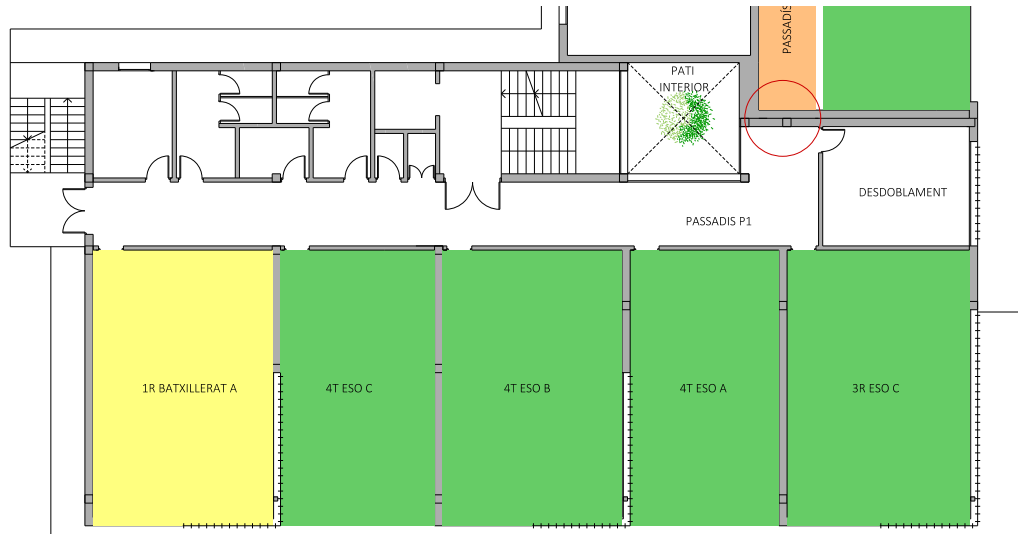 PASSADÍS
PATI
INTERIOR
DESDOBLAMENT
PASSADIS P1
1R BATXILLERAT A
4T ESO C
4T ESO B
4T ESO A
3R ESO C